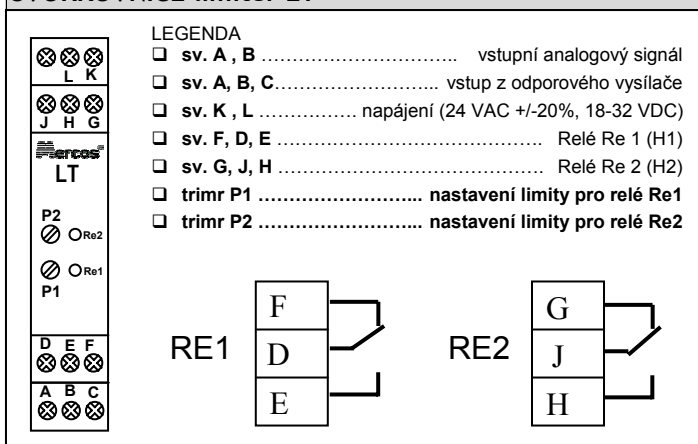 LEGENDA
❑ sv. A , B ………………………….. vstupní analogový signál
❑ sv. A, B, C……………………... vstup z odporového vysílače
❑ sv. K , L ……………. napájení (24 VAC +/-20%, 18-32 VDC)
❑ sv. F, D, E …………………………………. Relé Re 1 (H1)
❑ sv. G, J, H …………………………………. Relé Re 2 (H2)
❑ trimr P1 ……………………... nastavení limity pro relé Re1
❑ trimr P2 ……………………... nastavení limity pro relé Re2
L K
J H G
Mercos
LT
P2
Re2
Re1
P1
D E F
A B C
RE1
F
D
E
RE2
G
J
H